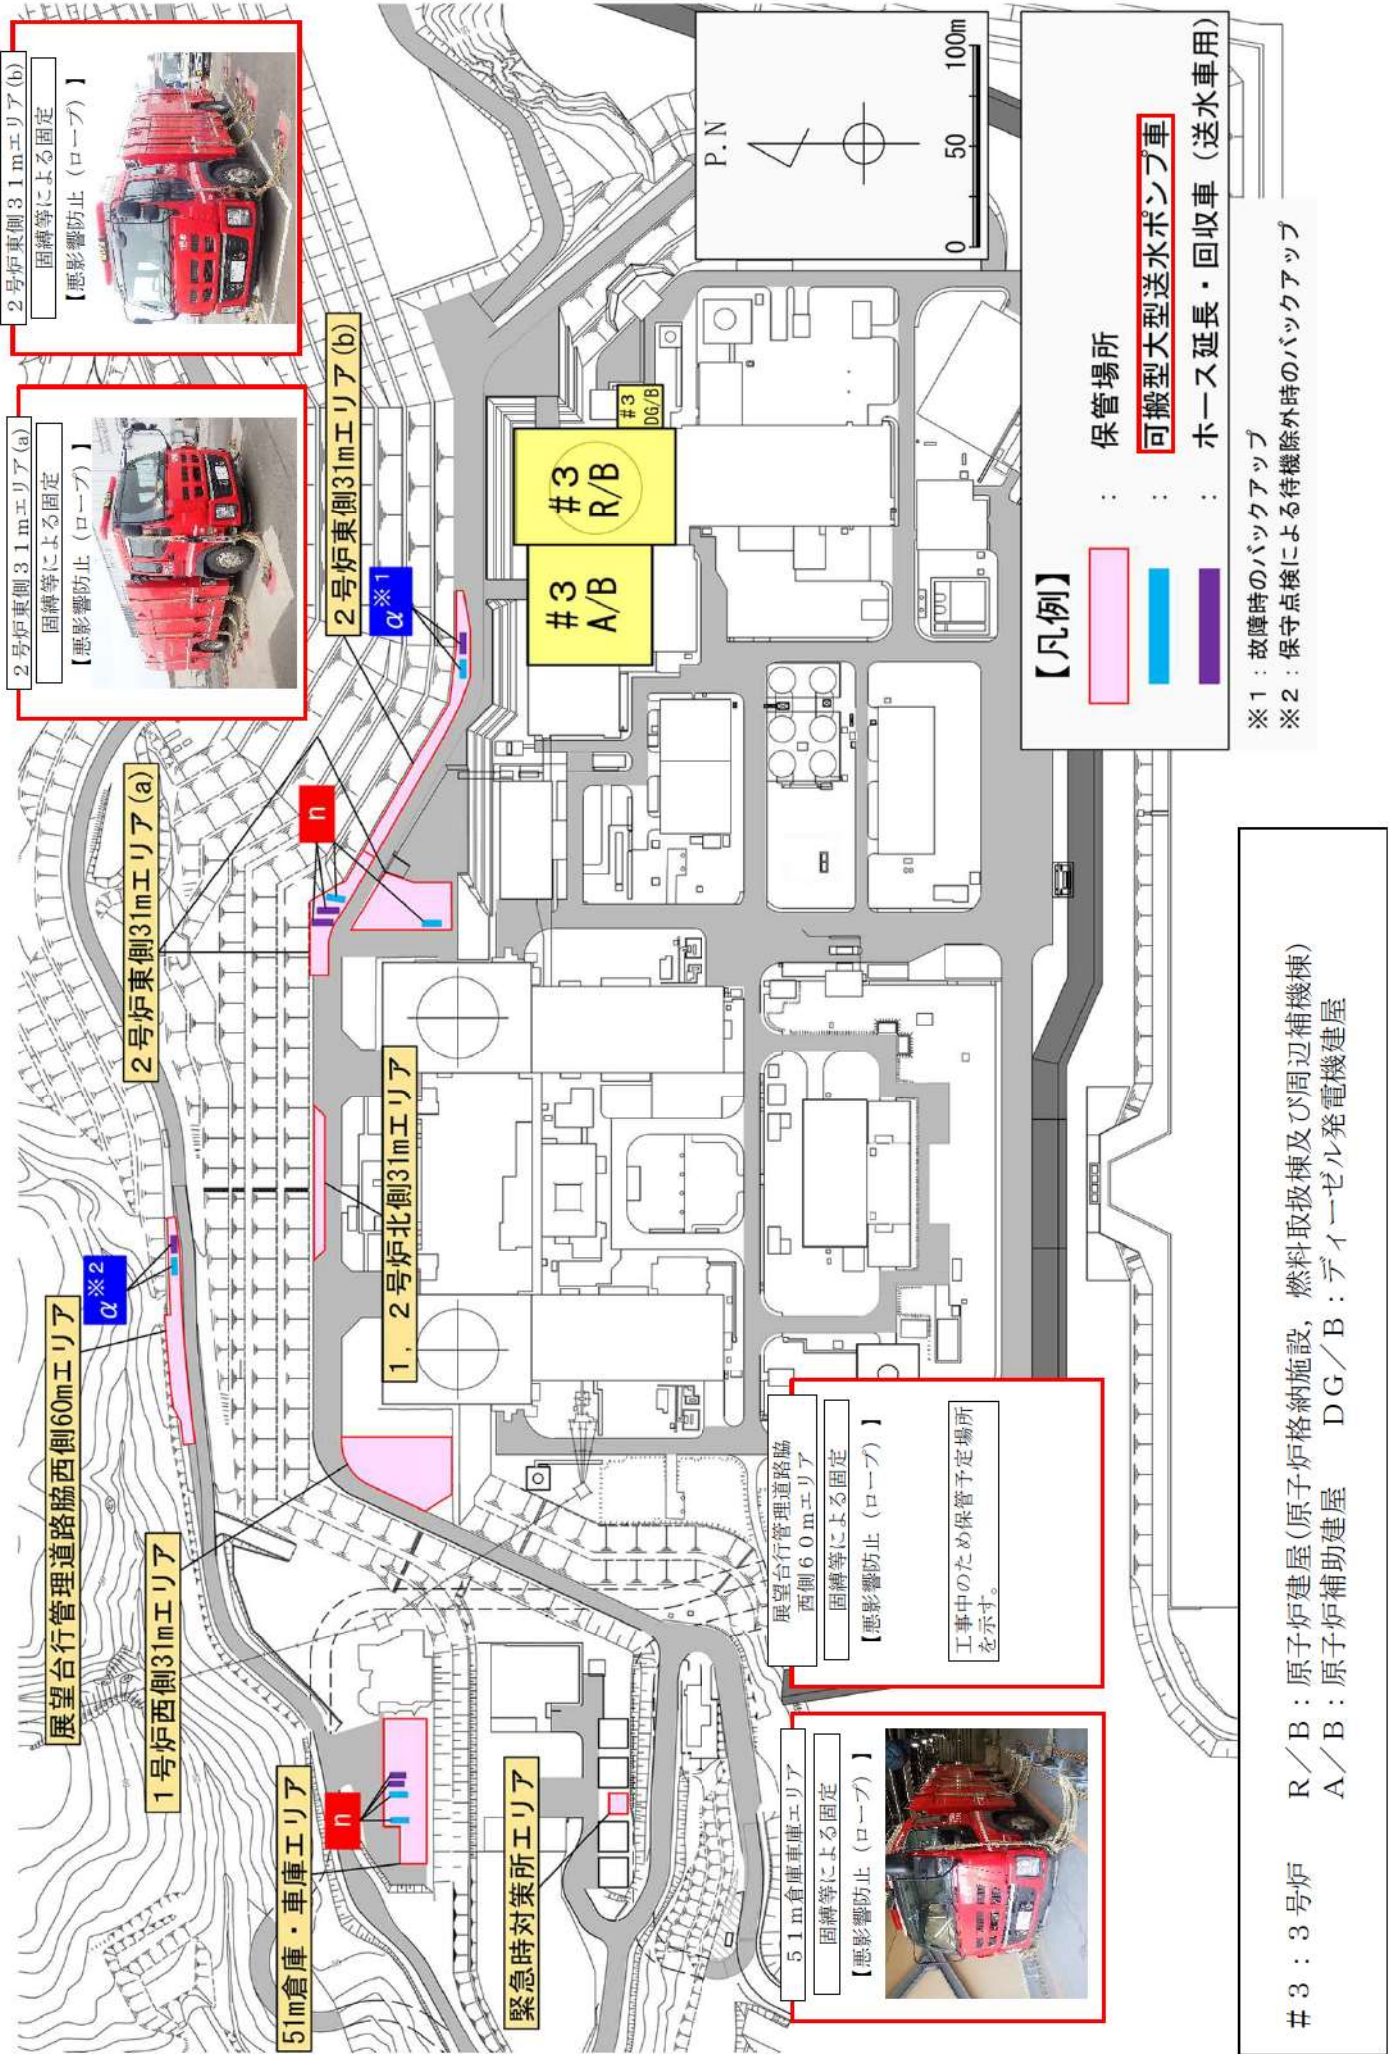 ２号炉東側３１ｍエリア(a)
固縛等による固定
【悪影響防止（ロープ）】
２号炉東側３１ｍエリア(b)
固縛等による固定
【悪影響防止（ロープ）】
展望台行管理道路脇西側60mエリア
α※2
２号炉東側31mエリア(a)
２号炉東側31mエリア(b)
α※1
n
1号炉西側31mエリア
1，２号炉北側31mエリア
51m倉庫・車庫エリア
n
緊急時対策所エリア
#3
A/B
#3
R/B
#3
DG/B
P.N
0 50 100m
５１ｍ倉庫車庫エリア
固縛等による固定
【悪影響防止（ロープ）】
展望台行管理道路脇
西側６０ｍエリア
固縛等による固定
【悪影響防止（ロープ）】
工事中のため保管予定場所
を示す。
【凡例】
： 保管場所
： 可搬型大型送水ポンプ車
： ホース延長・回収車（送水車用）
※１：故障時のバックアップ
※２：保守点検による待機除外時のバックアップ
＃３：３号炉 Ｒ／Ｂ：原子炉建屋(原子炉格納施設，燃料取扱棟及び周辺補機棟)
Ａ／Ｂ：原子炉補助建屋 ＤＧ／Ｂ：ディーゼル発電機建屋